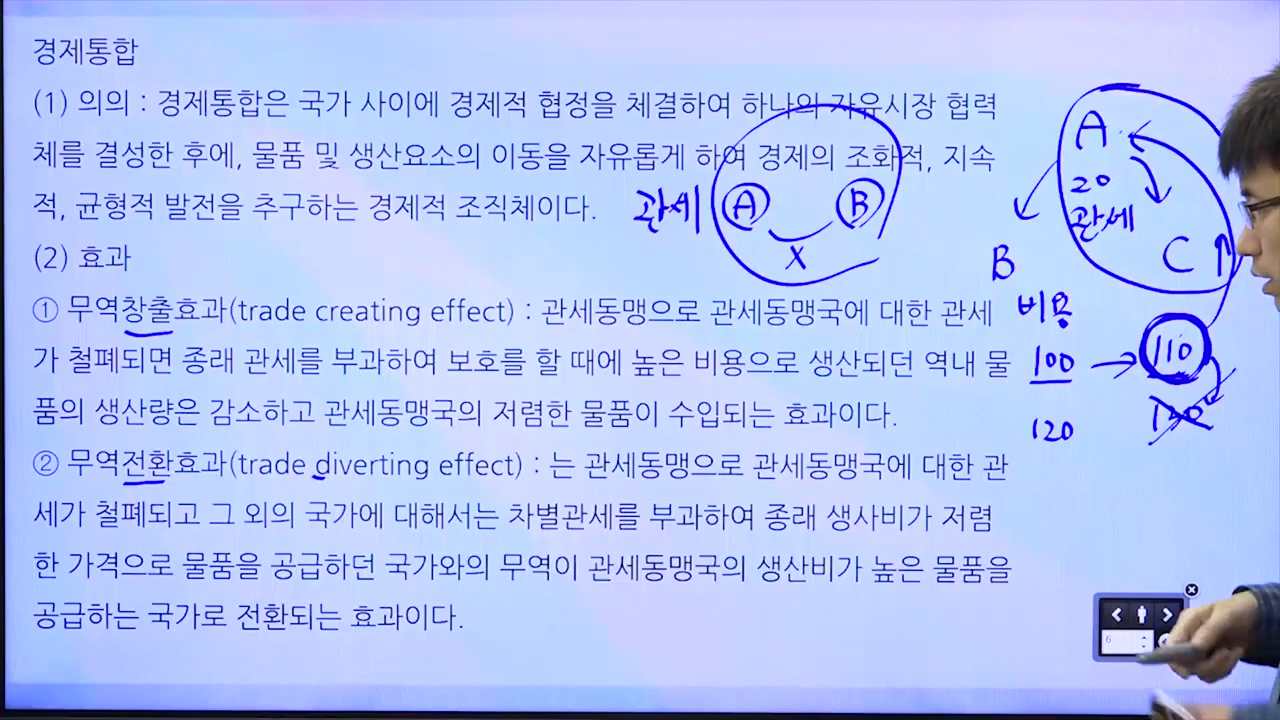 경제통합
(1) 의의 : 경제통합은 국가 사이에 경제적 협정을 체결하여 하나의 자유시장 협력
체를 결성한 후에, 물품 및 생산요소의 이동을 자유롭게 하여 경제의 조화적, 지속
적, 균형적 발전을 추구하는 경제적 조직체이다.
(2) 효과
① 무역창출효과(trade creating effect) : 관세동맹으로 관세동맹국에 대한 관세
가 철폐되면 종래 관세를 부과하여 보호를 할 때에 높은 비용으로 생산되던 역내 물
품의 생산량은 감소하고 관세동맹국의 저렴한 물품이 수입되는 효과이다.
② 무역전환효과(trade diverting effect) : 는 관세동맹으로 관세동맹국에 대한 관
세가 철폐되고 그 외의 국가에 대해서는 차별관세를 부과하여 종래 생사비가 저렴
한 가격으로 물품을 공급하던 국가와의 무역이 관세동맹국의 생산비가 높은 물품을
공급하는 국가로 전환되는 효과이다.
관세 A B
X
A
20
관세
B C
비용
100 110
120 130
6